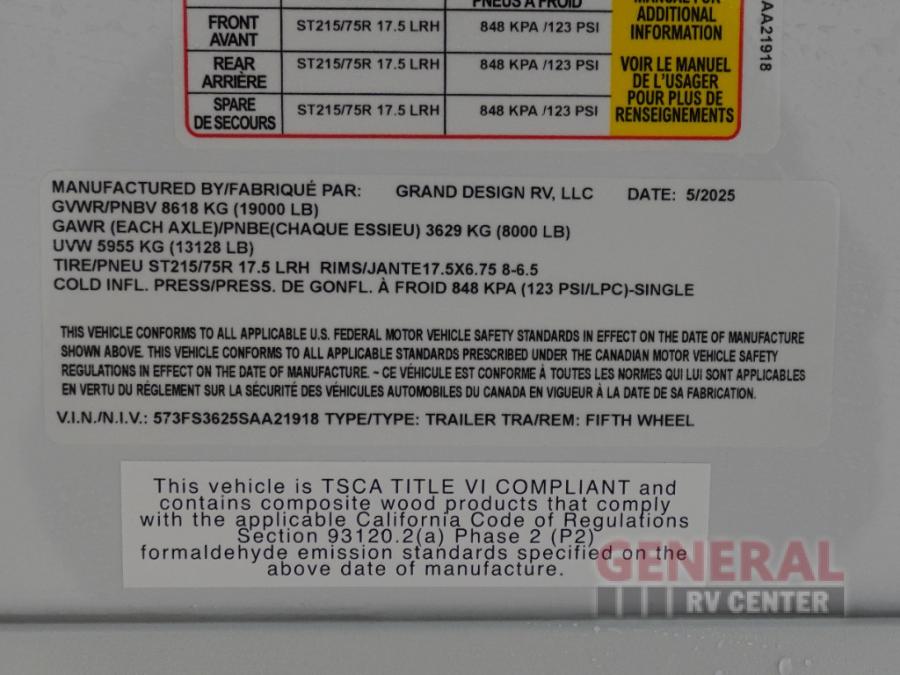 PNEUS À FROID
MANUAL FOR
ADDITIONAL
INFORMATION
FRONT
AVANT
ST215/75R 17.5 LRH
848 KPA /123 PSI
REAR
ARRIÈRE
ST215/75R 17.5 LRH
848 KPA /123 PSI
VOIR LE MANUEL
DE L'USAGER
POUR PLUS DE
RENSEIGNEMENTS
SPARE
DE SECOURS
ST215/75R 17.5 LRH
848 KPA /123 PSI
AA21918
MANUFACTURED BY/FABRIQUÉ PAR: GRAND DESIGN RV, LLC DATE: 5/2025
GVWR/PNBV 8618 KG (19000 LB)
GAWR (EACH AXLE)/PNBE(CHAQUE ESSIEU) 3629 KG (8000 LB)
UVW 5955 KG (13128 LB)
TIRE/PNEU ST215/75R 17.5 LRH RIMS/JANTE17.5X6.75 8-6.5
COLD INFL. PRESS/PRESS. DE GONFL. À FROID 848 KPA (123 PSI/LPC)-SINGLE
THIS VEHICLE CONFORMS TO ALL APPLICABLE U.S. FEDERAL MOTOR VEHICLE SAFETY STANDARDS IN EFFECT ON THE DATE OF MANUFACTURE
SHOWN ABOVE. THIS VEHICLE CONFORMS TO ALL APPLICABLE STANDARDS PRESCRIBED UNDER THE CANADIAN MOTOR VEHICLE SAFETY
REGULATIONS IN EFFECT ON THE DATE OF MANUFACTURE. - CE VÉHICULE EST CONFORME À TOUTES LES NORMES QUI LUI SONT APPLICABLES
EN VERTU DU RÉGLEMENT SUR LA SÉCURITÉ DES VÉHICULES AUTOMOBILES DU CANADA EN VIGUEUR À LA DATE DE SA FABRICATION.
V.I.N./N.I.V.: 573FS3625SAA21918 TYPE/TYPE: TRAILER TRA/REM: FIFTH WHEEL
This vehicle is TSCA TITLE VI COMPLIANT and
contains composite wood products that comply
with the applicable California Code of Regulations
Section 93120.2(a) Phase 2 (P2)
formaldehyde emission standards specified on the
above date of manufacture.
GENERAL
RV CENTER